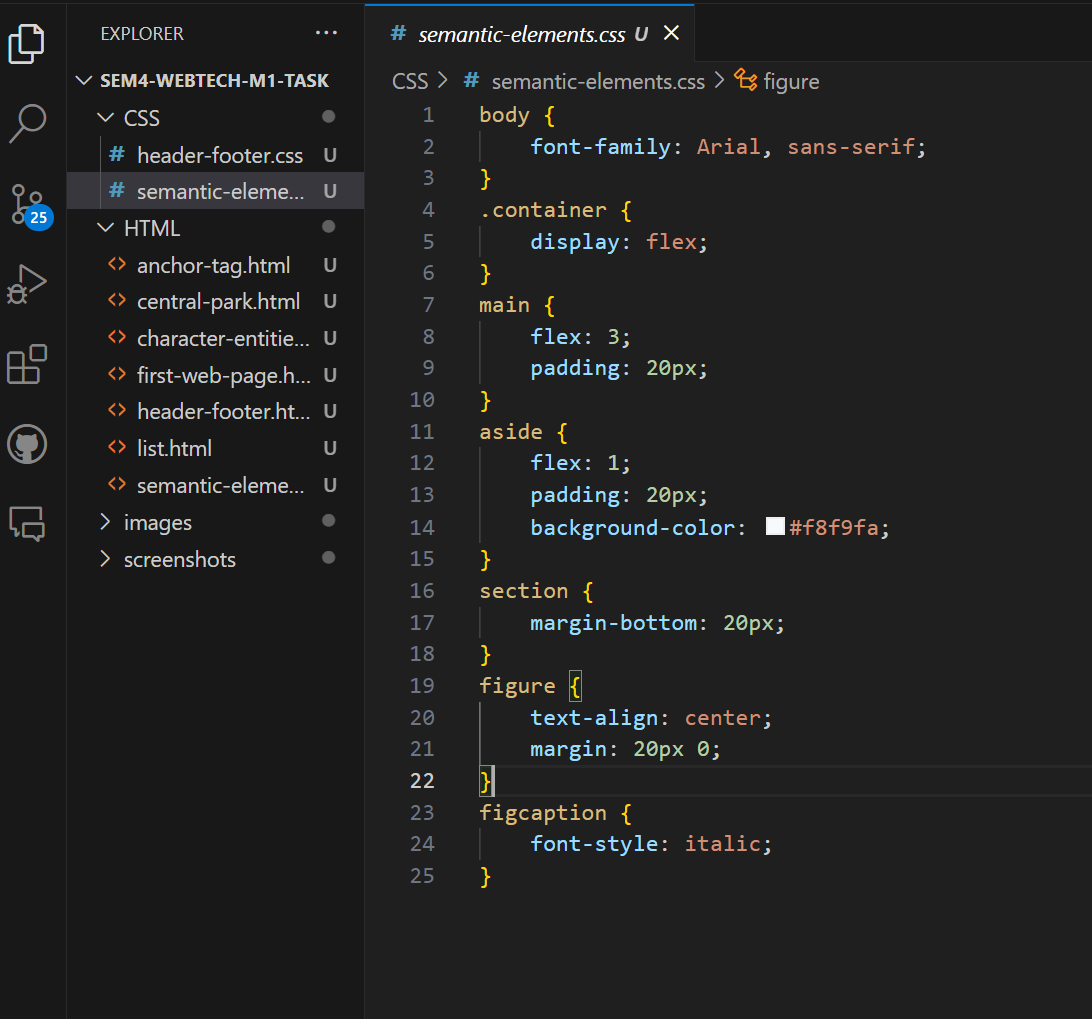 EXPLORER
SEM4-WEBTECH-M1-TASK
CSS
# header-footer.css U
# semantic-eleme... U
HTML
<> anchor-tag.html U
<> central-park.html U
<> character-entitie... U
<> first-web-page.h... U
<> header-footer.ht... U
<> list.html U
<> semantic-eleme... U
images
screenshots
25
# semantic-elements.css U
CSS > # semantic-elements.css > figure
1 body {
2 font-family: Arial, sans-serif;
3 }
4 .container {
5 display: flex;
6 }
7 main {
8 flex: 3;
9 padding: 20px;
10 }
11 aside {
12 flex: 1;
13 padding: 20px;
14 background-color: #f8f9fa;
15 }
16 section {
17 margin-bottom: 20px;
18 }
19 figure {
20 text-align: center;
21 margin: 20px 0;
22 }
23 figcaption {
24 font-style: italic;
25 }